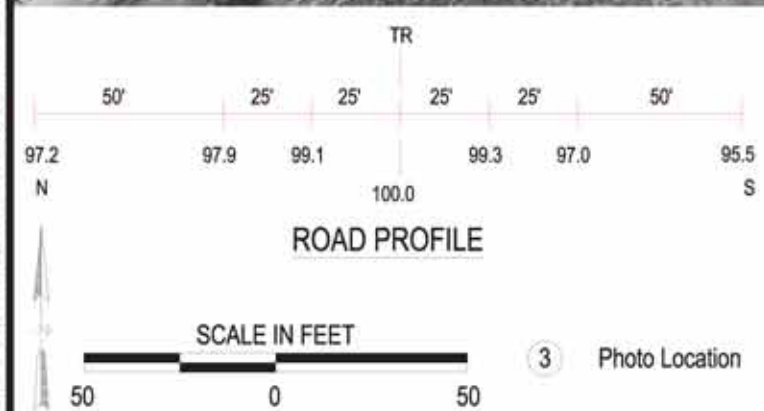 TR
50' 25' 25' 25' 25' 50'
97.2 97.9 99.1 99.3 97.0 95.5
N 100.0 S
ROAD PROFILE
SCALE IN FEET
3 Photo Location
50 0 50